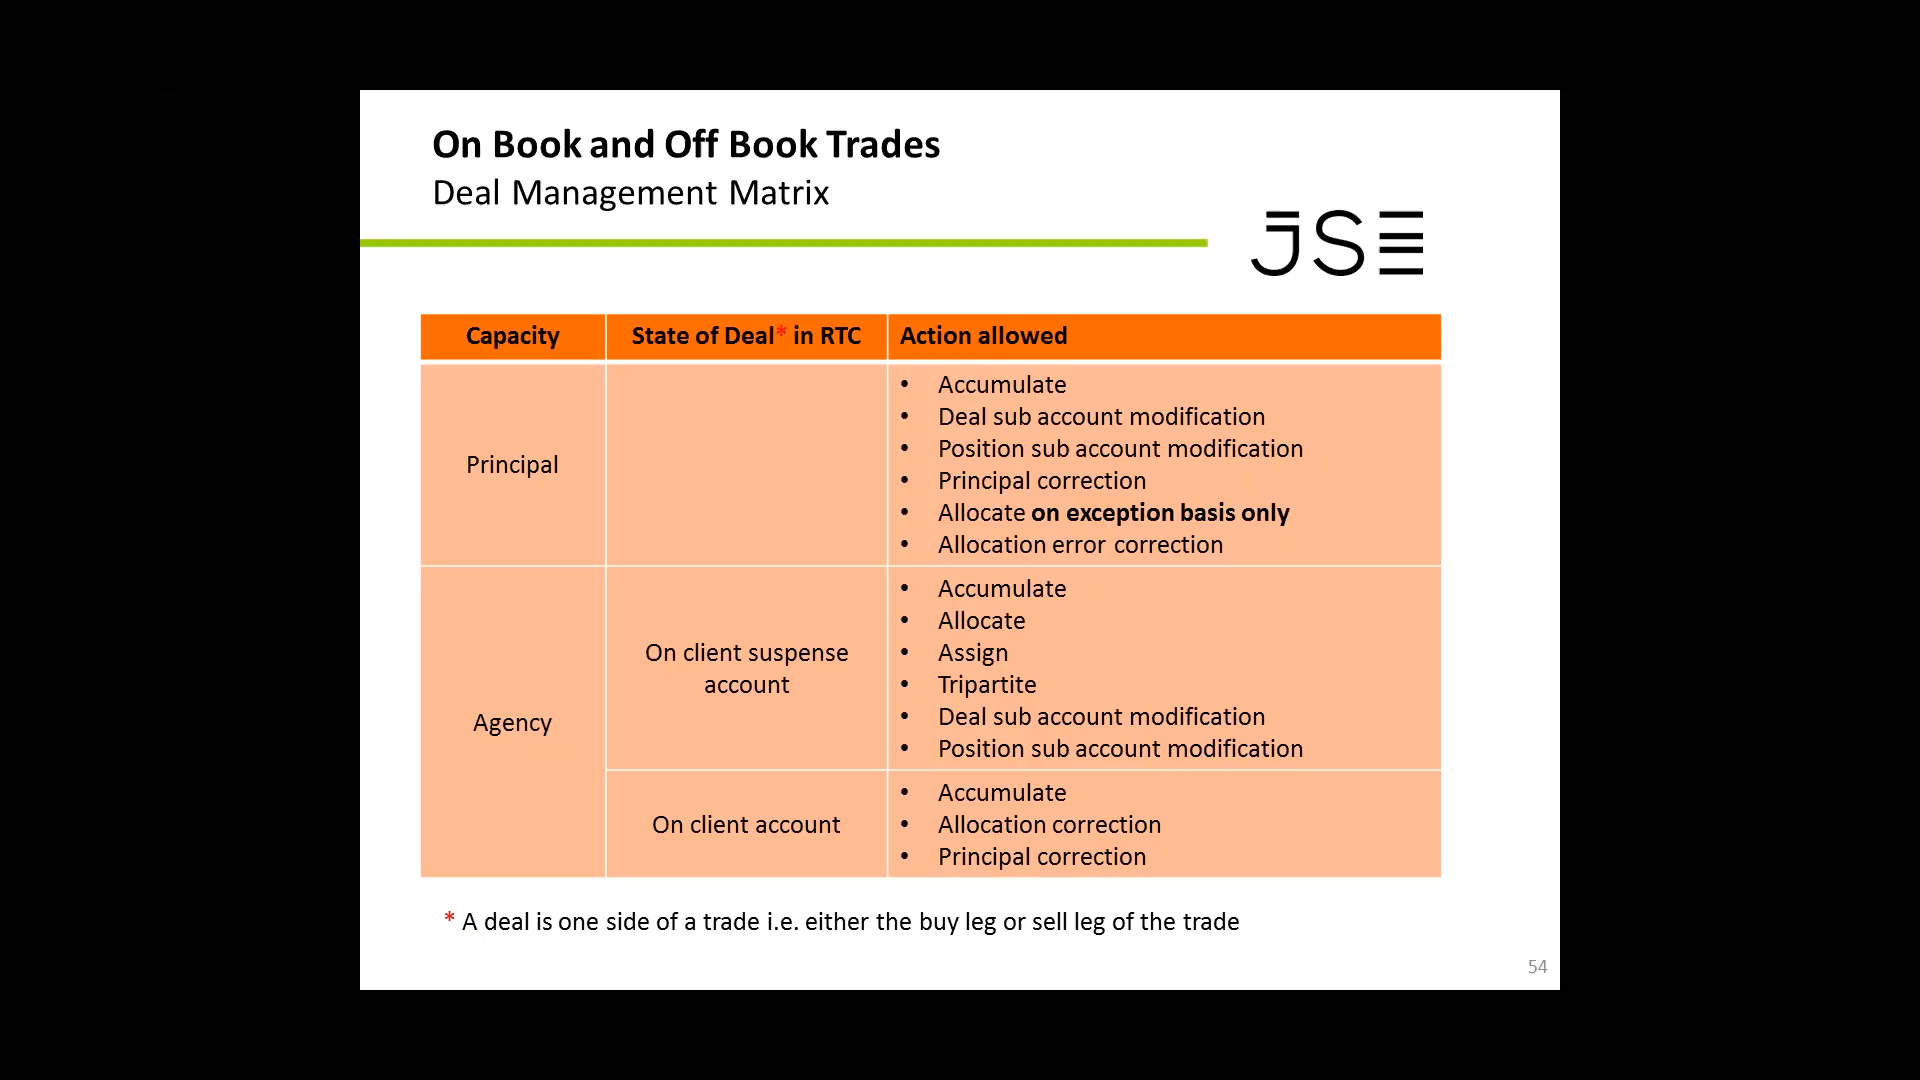 On Book and Off Book Trades
Deal Management Matrix
JSE
Capacity
State of Deal* in RTC
Action allowed
Principal
• Accumulate
• Deal sub account modification
• Position sub account modification
• Principal correction
• Allocate on exception basis only
• Allocation error correction
Agency
On client suspense
account
• Accumulate
• Allocate
• Assign
• Tripartite
• Deal sub account modification
• Position sub account modification
On client account
• Accumulate
• Allocation correction
• Principal correction
* A deal is one side of a trade i.e. either the buy leg or sell leg of the trade
54